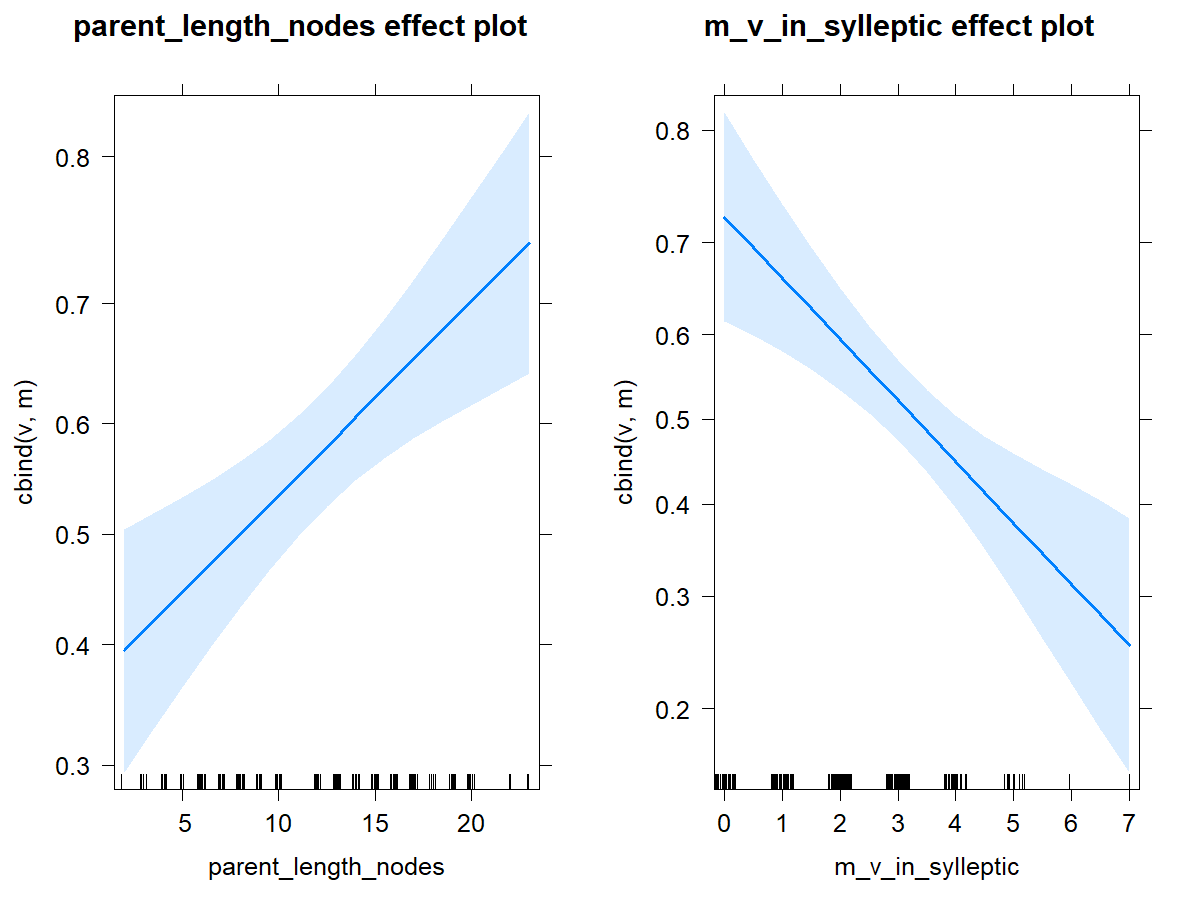 parent_length_nodes effect plot
cbind(v, m)
0.8
0.7
0.6
0.5
0.4
0.3
5 10 15 20
parent_length_nodes
m_v_in_sylleptic effect plot
cbind(v, m)
0.8
0.7
0.6
0.5
0.4
0.3
0.2
0 1 2 3 4 5 6 7
m_v_in_sylleptic